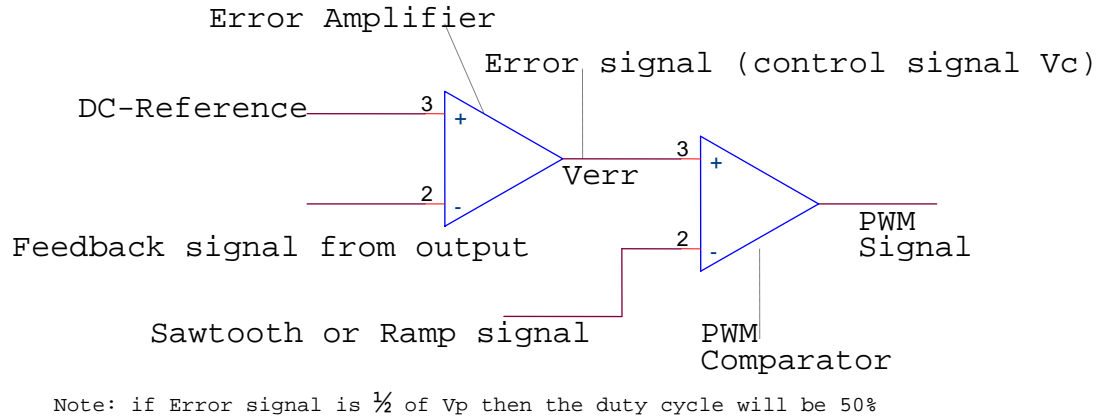 Error Amplifier
Error signal (control signal Vc)
DC-Reference
3
+
2
-
Verr
3
+
2
-
PWM
Signal
Feedback signal from output
Sawtooth or Ramp signal
PWM
Comparator
Note: if Error signal is ½ of Vp then the duty cycle will be 50%